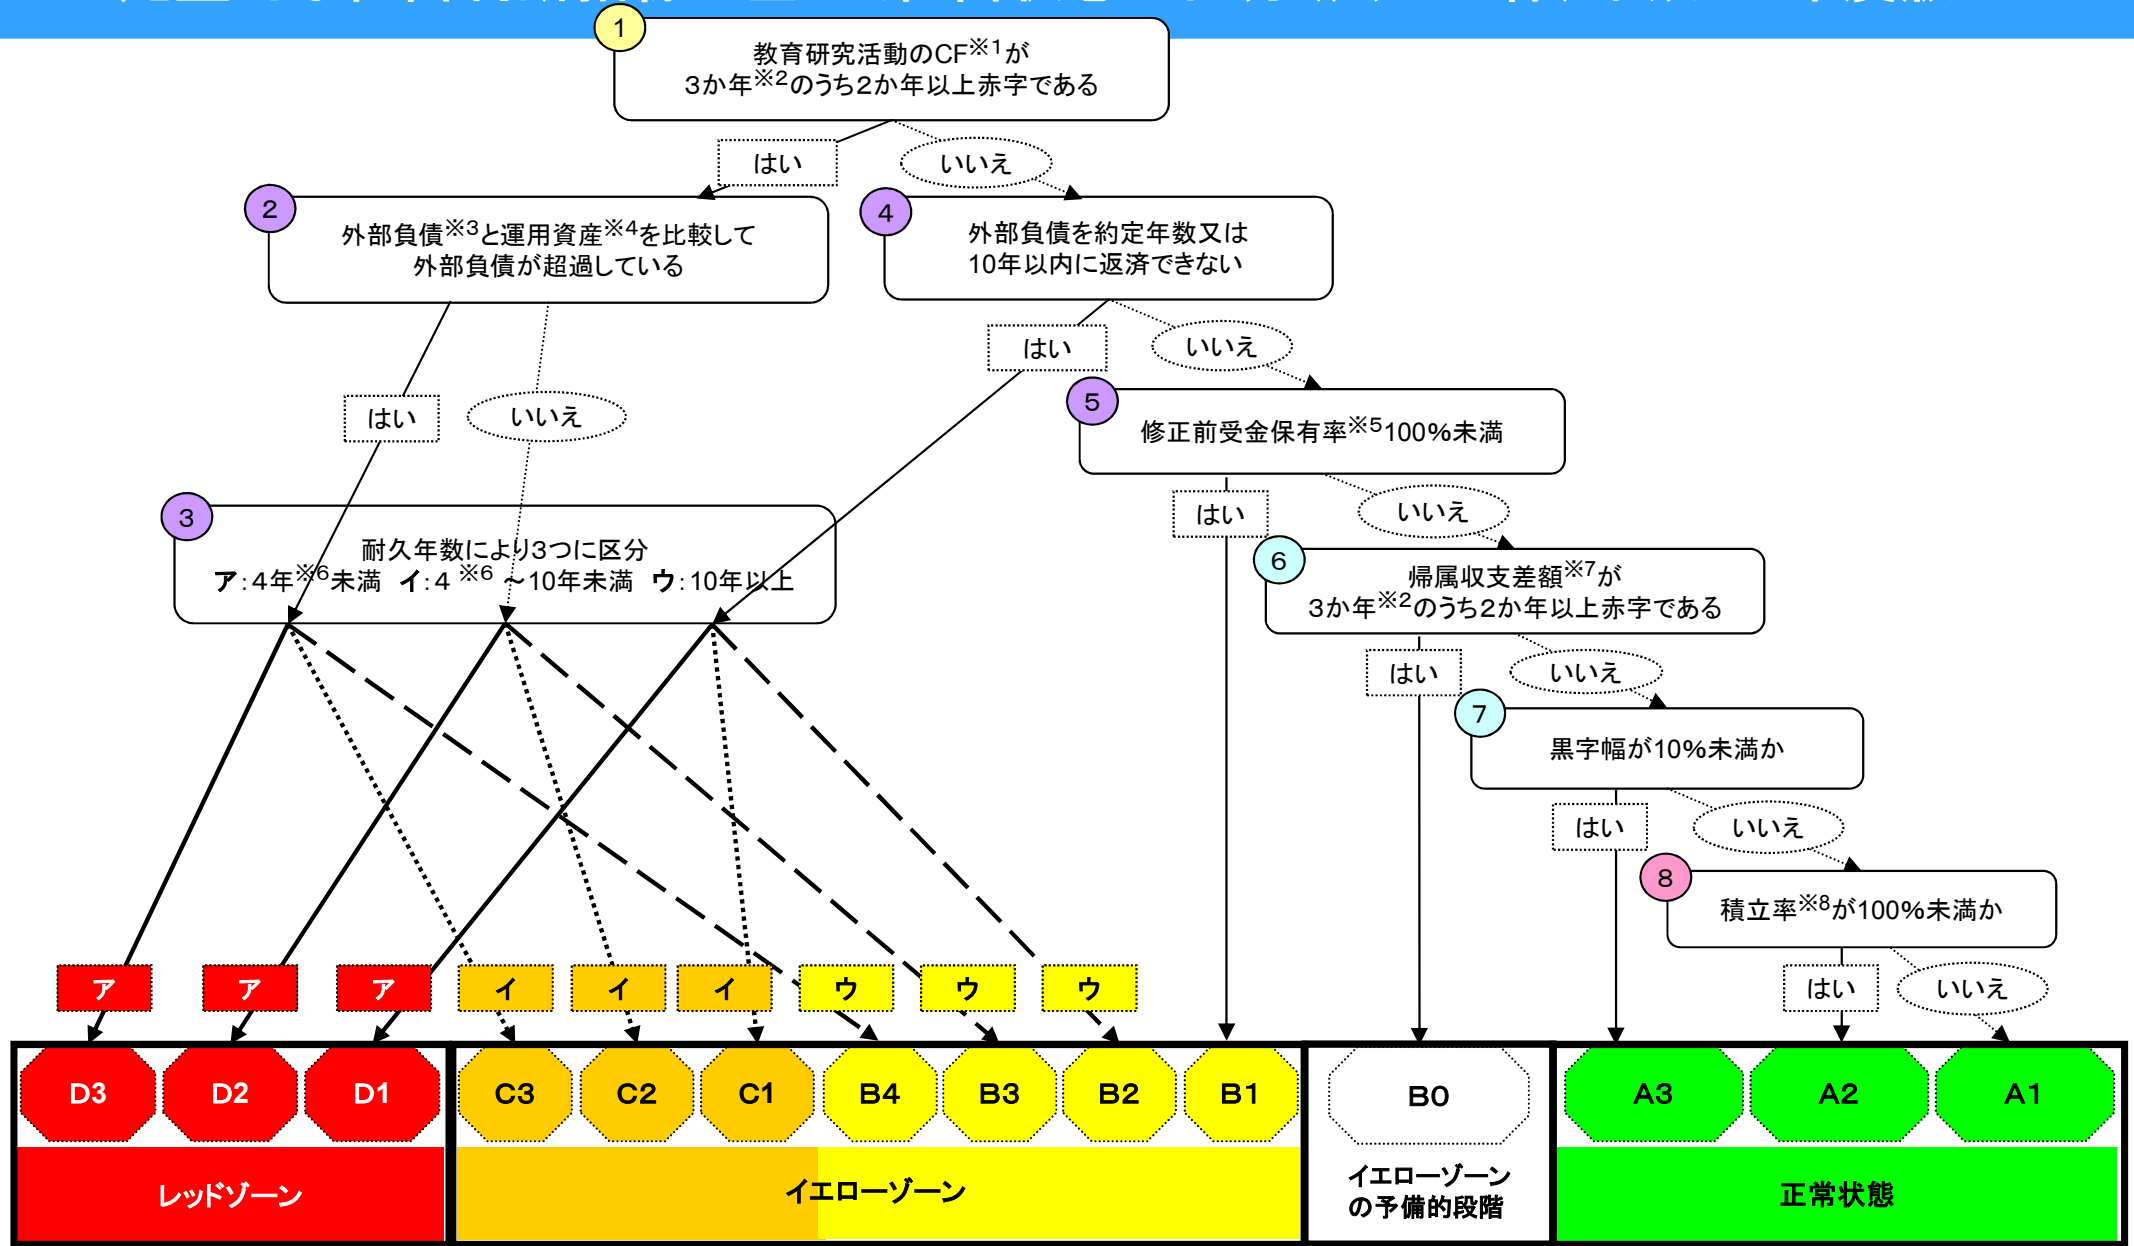 1
教育研究活動のCF※1が
3か年※2のうち2か年以上赤字である
はい
いいえ
2
外部負債※3と運用資産※4を比較して
外部負債が超過している
4
外部負債を約定年数又は
10年以内に返済できない
はい
いいえ
はい
いいえ
5
修正前受金保有率※5100%未満
はい
いいえ
3
耐久年数により3つに区分
ア:4年※6未満 イ:4 ※6 ～10年未満 ウ:10年以上
6
帰属収支差額※7が
3か年※2のうち2か年以上赤字である
はい
いいえ
7
黒字幅が10%未満か
はい
いいえ
8
積立率※8が100%未満か
はい
いいえ
ア
ア
ア
イ
イ
イ
ウ
ウ
ウ
D3
D2
D1
C3
C2
C1
B4
B3
B2
B1
B0
A3
A2
A1
レッドゾーン
イエローゾーン
イエローゾーン
の予備的段階
正常状態